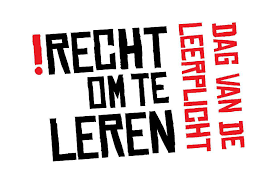 !RECHT
OM TE
LEREN
DAG VAN DE
LEERPLICHT